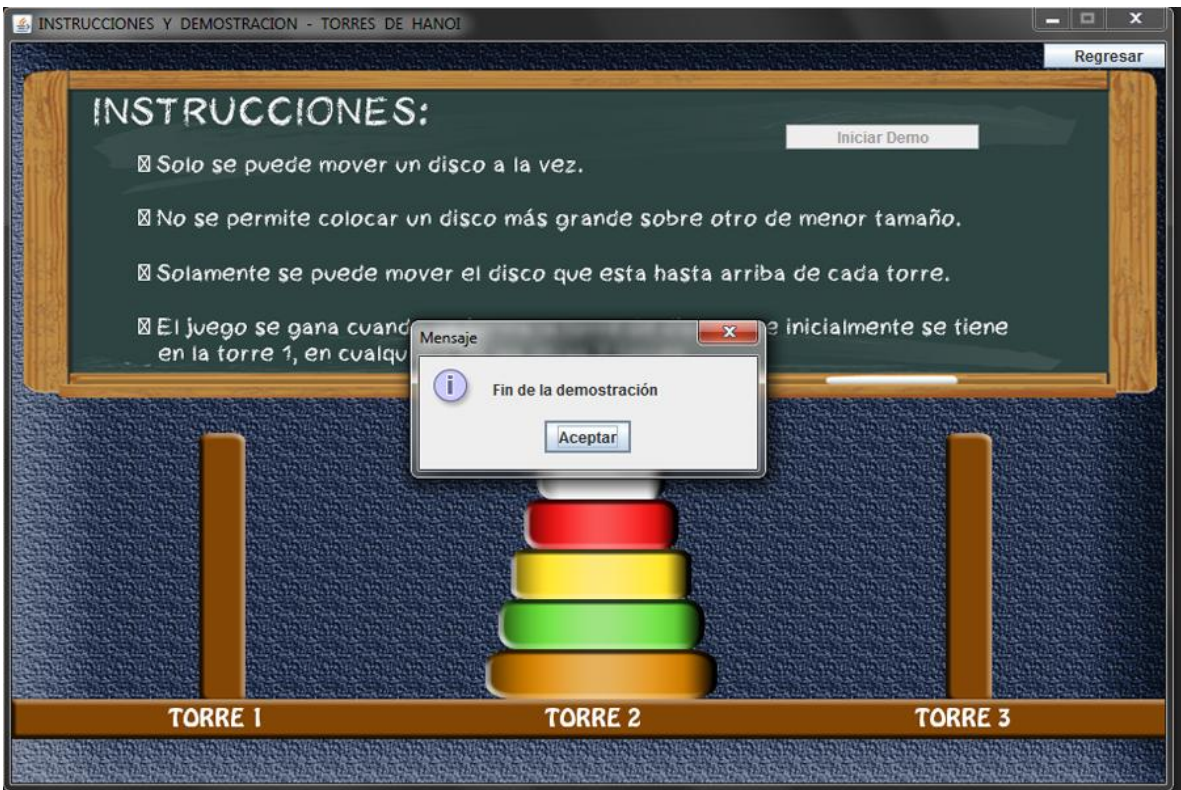 INSTRUCCIONES Y DEMOSTRACION - TORRES DE HANOI
Regresar
INSTRUCCIONES:
Iniciar Demo
Solo se puede mover un disco a la vez.
No se permite colocar un disco más grande sobre otro de menor tamaño.
Solamente se puede mover el disco que esta hasta arriba de cada torre.
El juego se gana inicialmente se tiene
en la torre 1, en
Mensaje
Fin de la demostración
Aceptar
TORRE 1
TORRE 2
TORRE 3